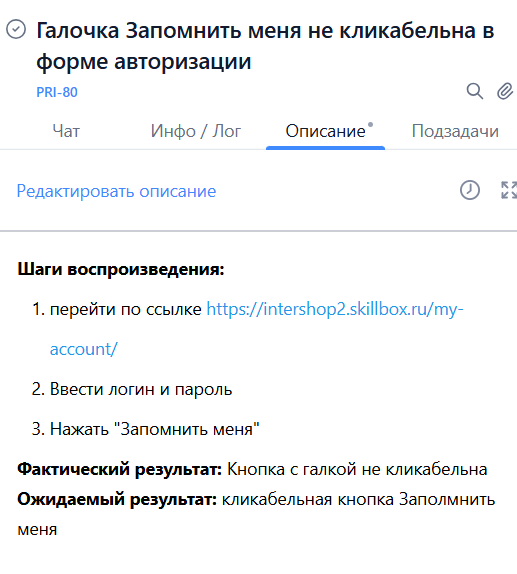 Галочка Запомнить меня не кликабельна в
форме авторизации
PRI-80
Чат Инфо / Лог Описание Подзадачи
Редактировать описание
Шаги воспроизведения:
1. перейти по ссылке https://intershop2.skillbox.ru/my-
account/
2. Ввести логин и пароль
3. Нажать "Запомнить меня"
Фактический результат: Кнопка с галкой не кликабельна
Ожидаемый результат: кликабельная кнопка Заполмнить
меня